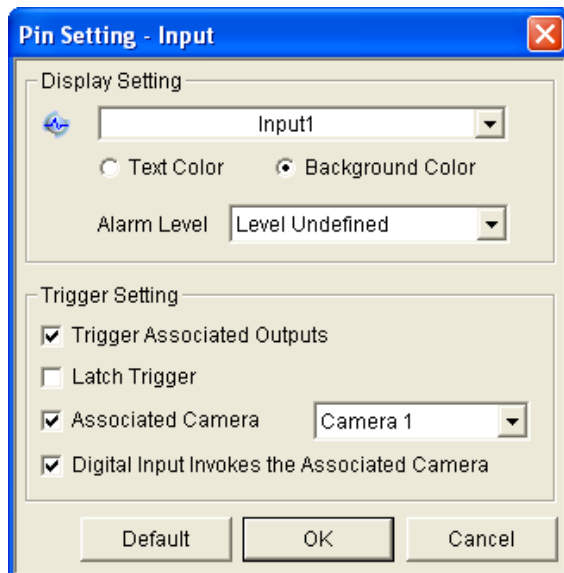 Pin Setting - Input
Display Setting
Input1
Text Color Background Color
Alarm Level Level Undefined
Trigger Setting
Trigger Associated Outputs
Latch Trigger
Associated Camera Camera 1
Digital Input Invokes the Associated Camera
Default OK Cancel